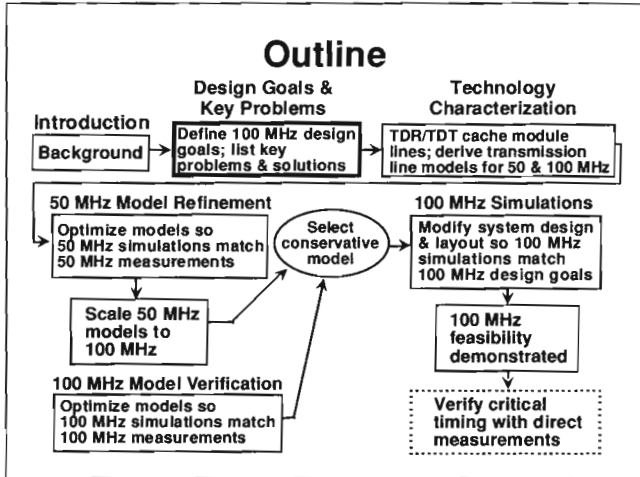 Outline
Introduction
Background
Design Goals &
Key Problems
Define 100 MHz design
goals; list key
problems & solutions
Technology
Characterization
TDR/TDT cache module
lines; derive transmission
line models for 50 & 100 MHz
50 MHz Model Refinement
Optimize models so
50 MHz simulations match
50 MHz measurements
Scale 50 MHz
models to
100 MHz
100 MHz Model Verification
Optimize models so
100 MHz simulations match
100 MHz measurements
Select
conservative
model
100 MHz Simulations
Modify system design
& layout so 100 MHz
simulations match
100 MHz design goals
100 MHz
feasibility
demonstrated
Verify critical
timing with direct
measurements